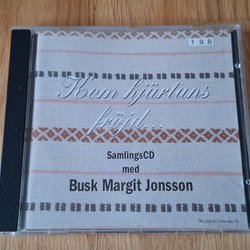 198
Kom hjärtans
fröjd...
SamlingsCD
med
Busk Margit Jonsson